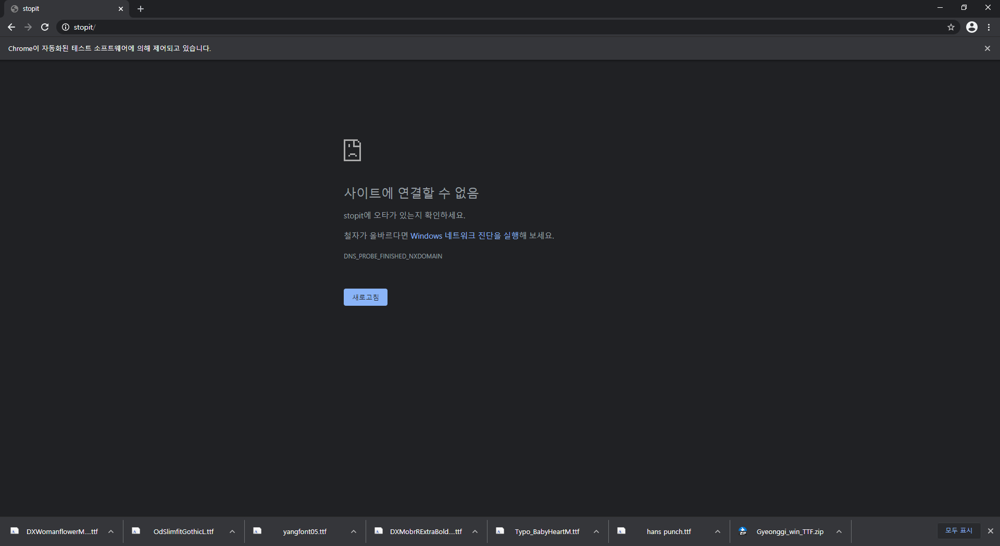 stopit
stopit/
Chrome이 자동화된 테스트 소프트웨어에 의해 제어되고 있습니다.
사이트에 연결할 수 없음
stopit에 오타가 있는지 확인하세요.
철자가 올바르다면 Windows 네트워크 진단을 실행해 보세요.
DNS_PROBE_FINISHED_NXDOMAIN
새로고침
DXWomanflowerM....ttf
OdSlimfitGothicL.ttf
yangfont05.ttf
DXMobrRExtraBold....ttf
Typo_BabyHeartM.ttf
hans punch.ttf
ZIP
Gyeonggi_win_TTF.zip
모두 표시